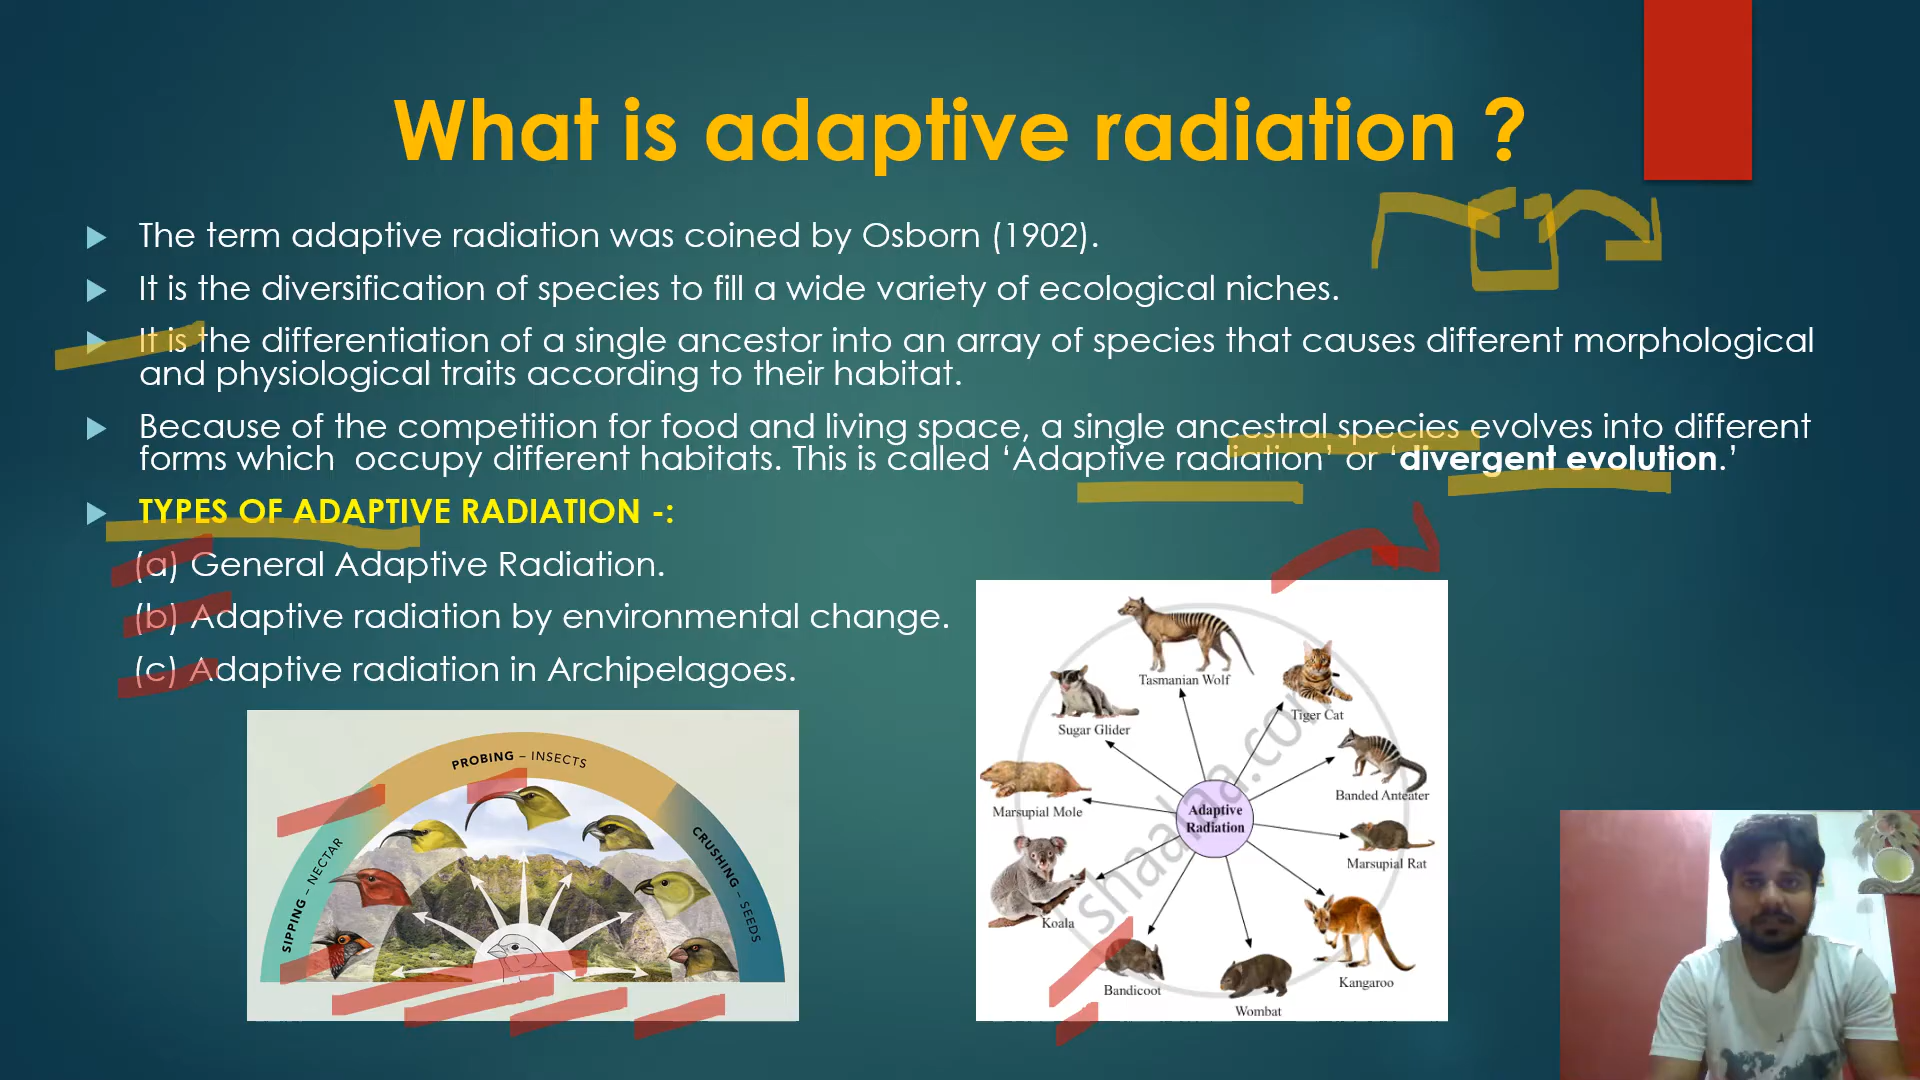 What is adaptive radiation ?
The term adaptive radiation was coined by Osborn (1902).
It is the diversification of species to fill a wide variety of ecological niches.
It is the differentiation of a single ancestor into an array of species that causes different morphological
and physiological traits according to their habitat.
Because of the competition for food and living space, a single ancestral species evolves into different
forms which occupy different habitats. This is called ‘Adaptive radiation’ or ‘divergent evolution.’
TYPES OF ADAPTIVE RADIATION -:
(a) General Adaptive Radiation.
(b) Adaptive radiation by environmental change.
(c) Adaptive radiation in Archipelagoes.
SIPPING – NECTAR
PROBING – INSECTS
CRUSHING – SEEDS
Tasmanian Wolf
Tiger Cat
Sugar Glider
Banded Anteater
Marsupial Mole
Adaptive
Radiation
Marsupial Rat
Koala
Kangaroo
Bandicoot
Wombat
shaalaa.com